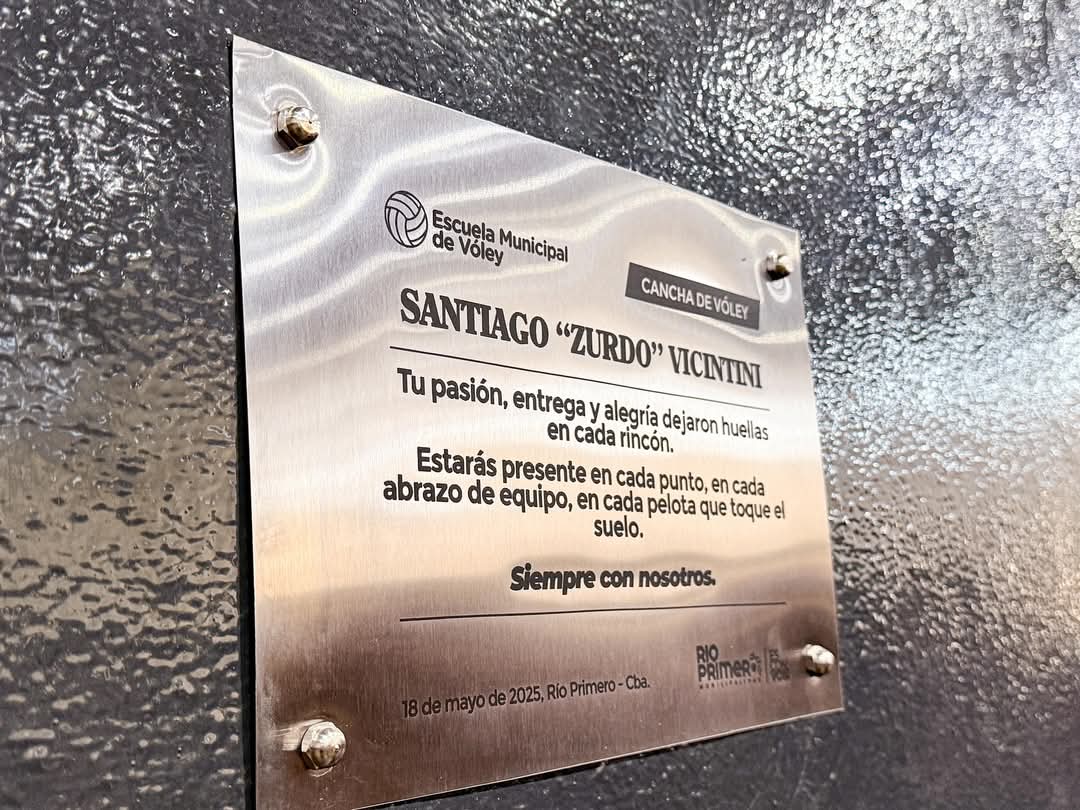 Escuela Municipal
de Vóley
CANCHA DE VÓLEY
SANTIAGO “ZURDO” VICINTINI
Tu pasión, entrega y alegría dejaron huellas
en cada rincón.
Estarás presente en cada punto, en cada
abrazo de equipo, en cada pelota que toque el
suelo.
Siempre con nosotros.
18 de mayo de 2025, Río Primero - Cba.
RIO
PRIMERO
MUNICIPALIDAD